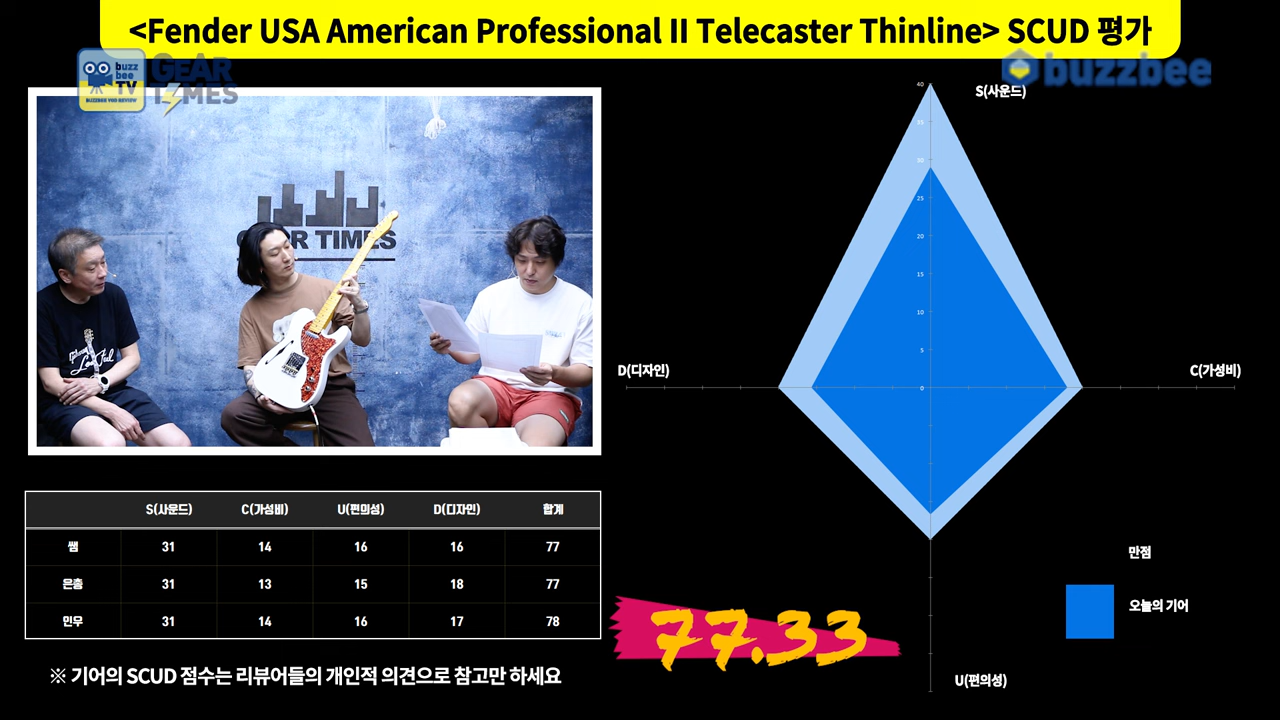 <Fender USA American Professional II Telecaster Thinline> SCUD 평가
buzz
bee
TV
BUZZBEE VOD REVIEW
GEAR
TIMES
buzzbee
GEAR TIMES
S(사운드)
40
35
30
25
20
15
10
5
0
D(디자인)
C(가성비)
U(편의성)
만점
오늘의 기어
S(사운드) C(가성비) U(편의성) D(디자인) 합계
쌤 31 14 16 16 77
은총 31 13 15 18 77
민우 31 14 16 17 78
77.33
※ 기어의 SCUD 점수는 리뷰어들의 개인적 의견으로 참고만 하세요